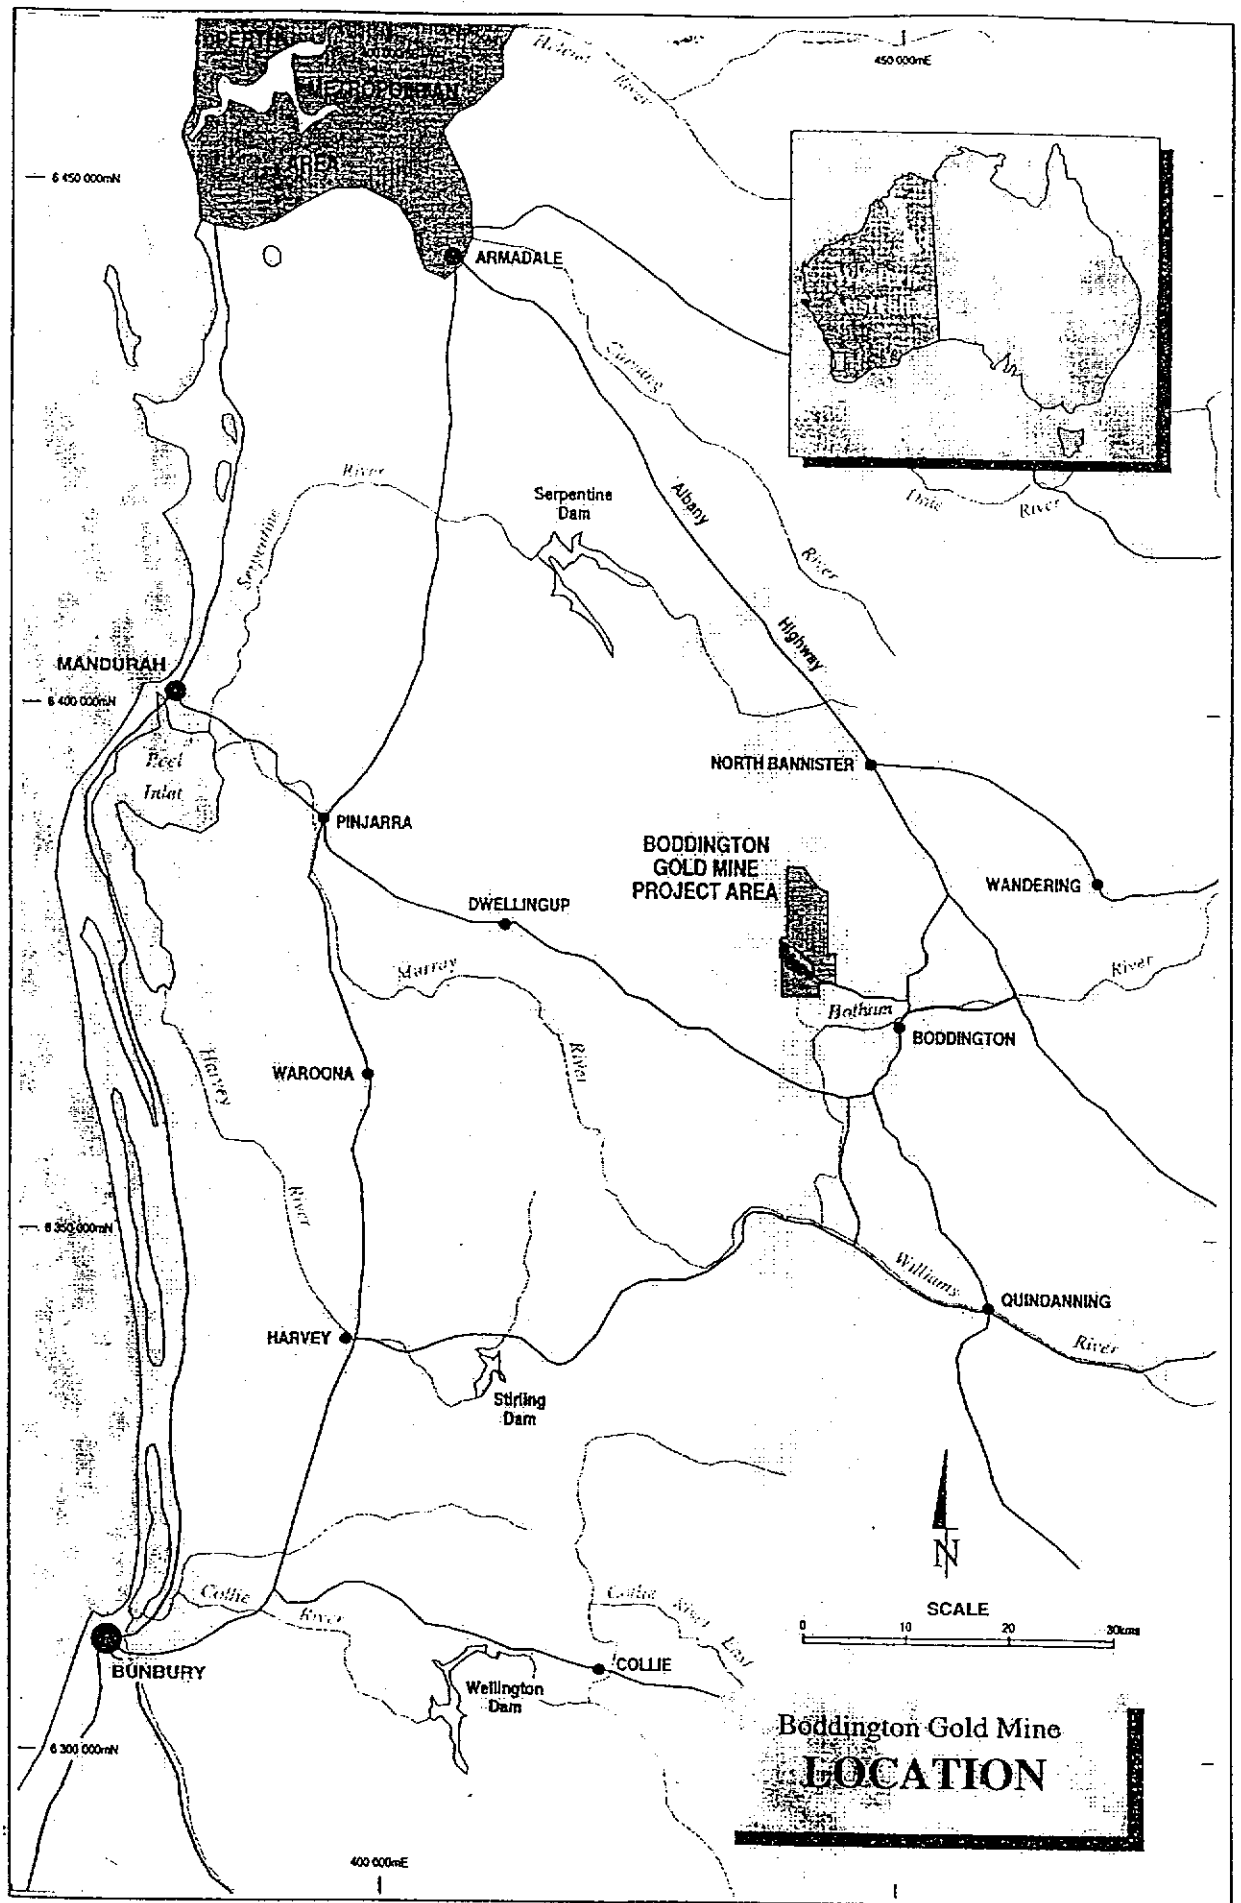 PERTH
METROPOLITAN
AREA
Helena
River
450 000mE
6 450 000mN
ARMADALE
River
Serpentine
Serpentine
Dam
Albany
Highway
River
Dale
River
MANDURAH
6 400 000mN
Peel
Inlet
PINJARRA
NORTH BANNISTER
BODDINGTON
GOLD MINE
PROJECT AREA
WANDERING
DWELLINGUP
Murray
River
River
Hotham
BODDINGTON
Harvey
River
WAROONA
6 350 000mN
Williams
River
QUINDANNING
HARVEY
Stirling
Dam
N
SCALE
0 10 20 30kms
Collie
River
Collie River East
COLLIE
BUNBURY
Wellington
Dam
6 300 000mN
400 000mE
Boddington Gold Mine
LOCATION